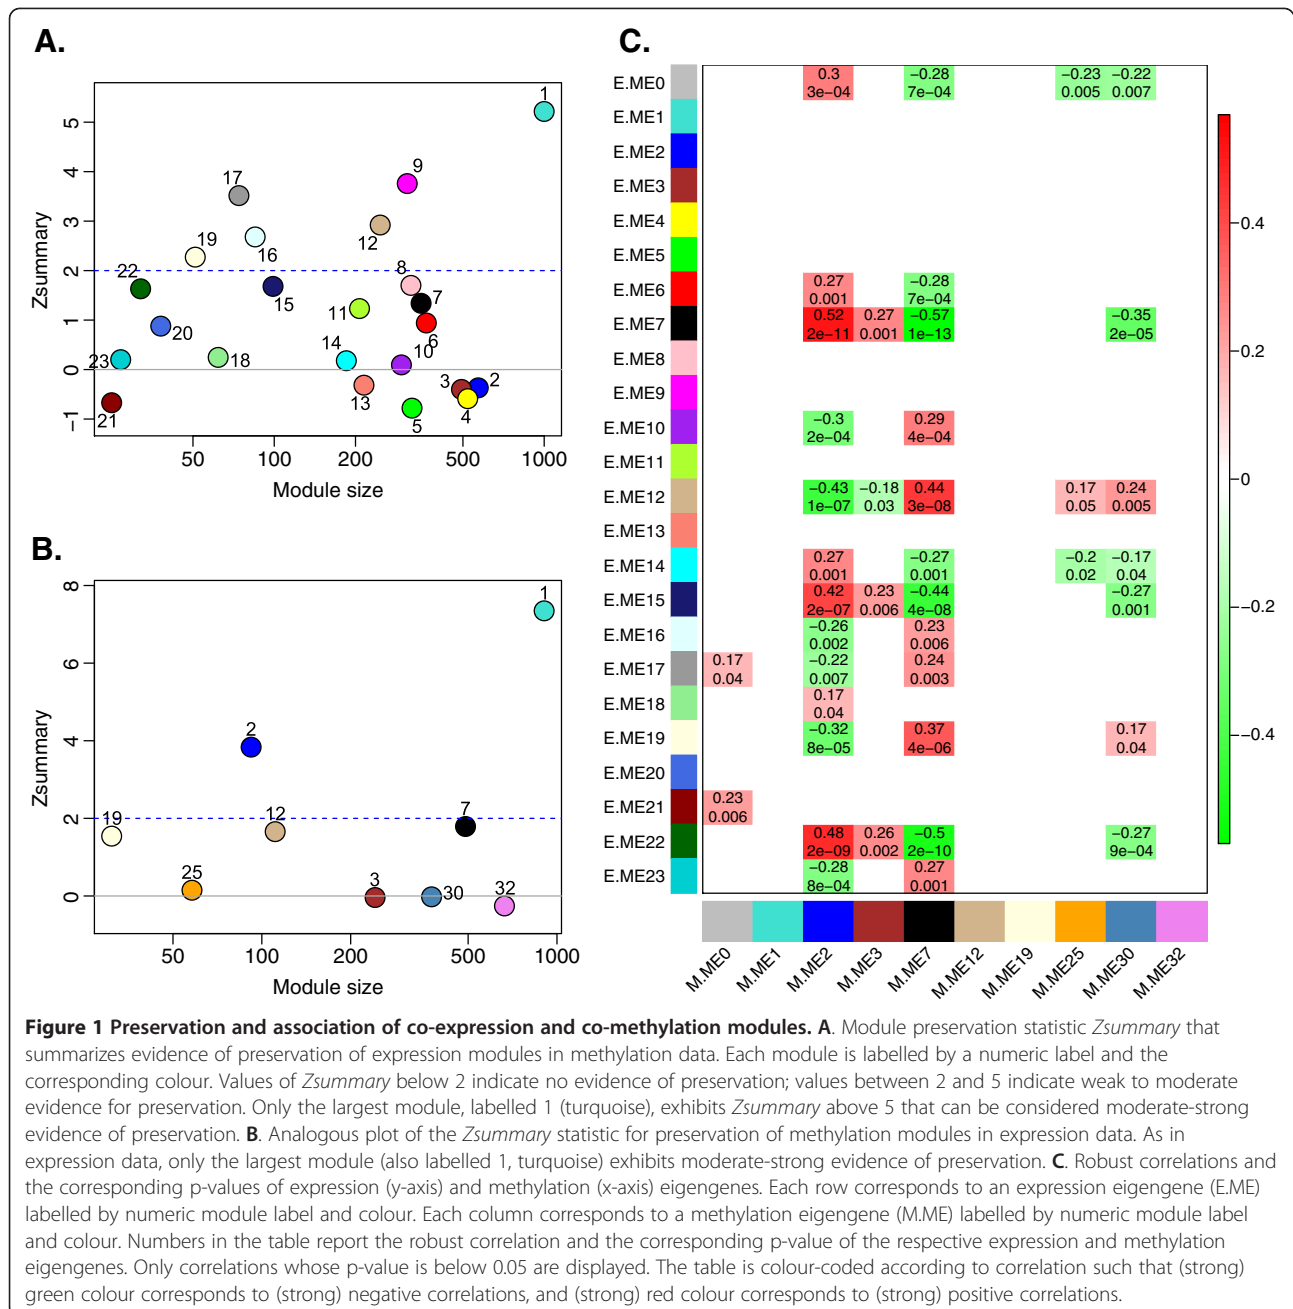 A.
1
9
17
12
19
16
8
22
7
15
11
20
6
14
10
23
18
3
2
13
4
21
5
5
4
3
2
1
0
−1
Zsummary
50 100 200 500 1000
Module size
B.
1
2
19
12
7
25
3
30
32
8
6
4
2
0
Zsummary
50 100 200 500 1000
Module size
C.
E.ME0 0.3 −0.28 −0.23 −0.22
3e−04 7e−04 0.005 0.007
E.ME1
E.ME2
E.ME3
E.ME4
E.ME5
E.ME6 0.27 −0.28
0.001 7e−04
E.ME7 0.52 0.27 −0.57 −0.35
2e−11 0.001 1e−13 2e−05
E.ME8
E.ME9
E.ME10 −0.3 0.29
2e−04 4e−04
E.ME11
E.ME12 −0.43 −0.18 0.44 0.17 0.24
1e−07 0.03 3e−08 0.05 0.005
E.ME13
E.ME14 0.27 −0.27 −0.2 −0.17
0.001 0.001 0.02 0.04
E.ME15 0.42 0.23 −0.44 −0.27
2e−07 0.006 4e−08 0.001
E.ME16 −0.26 0.23
0.002 0.006
E.ME17 0.17 −0.22 0.24
0.04 0.007 0.003
E.ME18 0.17
0.04
E.ME19 −0.32 0.37 0.17
8e−05 4e−06 0.04
E.ME20
E.ME21 0.23
0.006
E.ME22 0.48 0.26 −0.5 −0.27
2e−09 0.002 2e−10 9e−04
E.ME23 −0.28 0.27
8e−04 0.001
M.ME0 M.ME1 M.ME2 M.ME3 M.ME7 M.ME12 M.ME19 M.ME25 M.ME30 M.ME32
0.4
0.2
0
−0.2
−0.4
Figure 1 Preservation and association of co-expression and co-methylation modules. A. Module preservation statistic Zsummary that
summarizes evidence of preservation of expression modules in methylation data. Each module is labelled by a numeric label and the
corresponding colour. Values of Zsummary below 2 indicate no evidence of preservation; values between 2 and 5 indicate weak to moderate
evidence for preservation. Only the largest module, labelled 1 (turquoise), exhibits Zsummary above 5 that can be considered moderate-strong
evidence of preservation. B. Analogous plot of the Zsummary statistic for preservation of methylation modules in expression data. As in
expression data, only the largest module (also labelled 1, turquoise) exhibits moderate-strong evidence of preservation. C. Robust correlations and
the corresponding p-values of expression (y-axis) and methylation (x-axis) eigengenes. Each row corresponds to an expression eigengene (E.ME)
labelled by numeric module label and colour. Each column corresponds to a methylation eigengene (M.ME) labelled by numeric module label
and colour. Numbers in the table report the robust correlation and the corresponding p-value of the respective expression and methylation
eigengenes. Only correlations whose p-value is below 0.05 are displayed. The table is colour-coded according to correlation such that (strong)
green colour corresponds to (strong) negative correlations, and (strong) red colour corresponds to (strong) positive correlations.